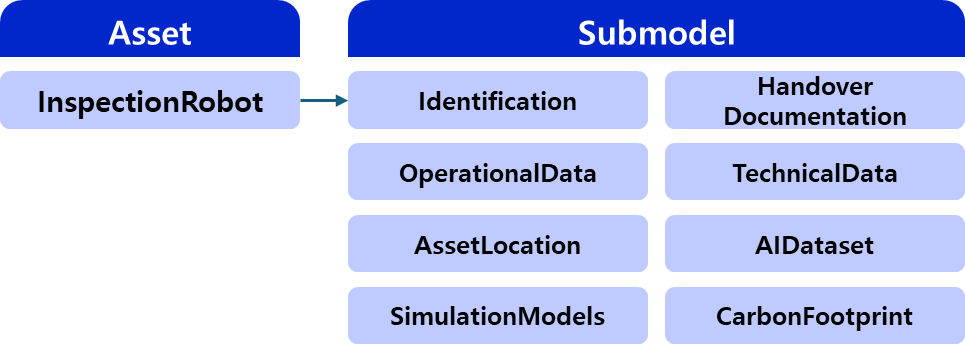 Asset
Submodel
InspectionRobot
Identification
Handover
Documentation
OperationalData
TechnicalData
AssetLocation
AIDataset
SimulationModels
CarbonFootprint